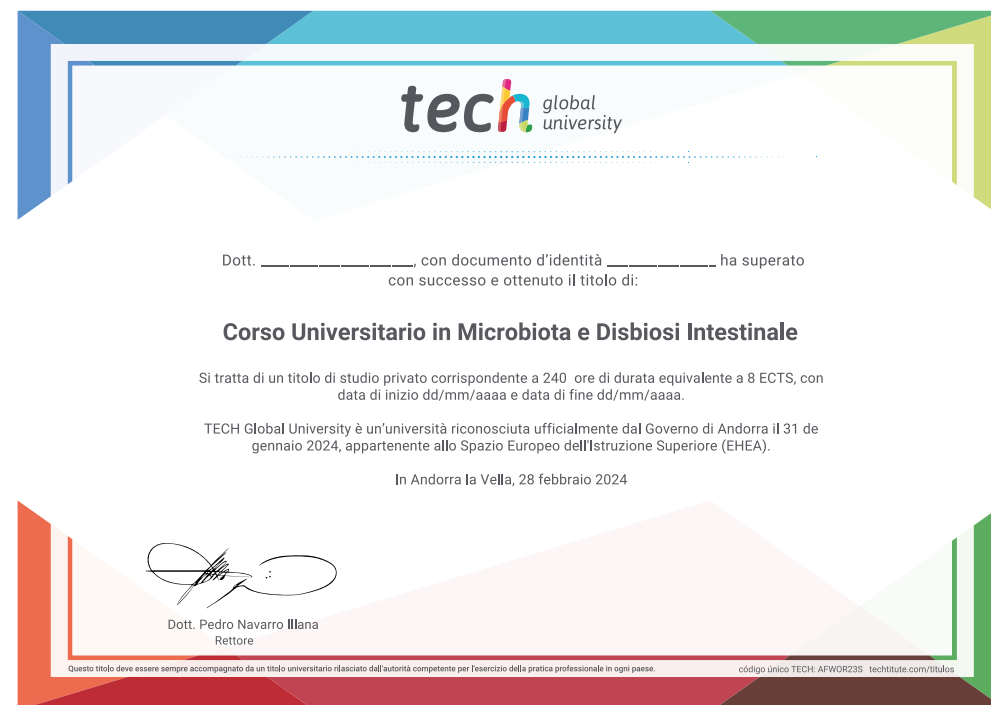 tech global university
Dott. ____________________, con documento d'identità ______________ ha superato
con successo e ottenuto il titolo di:
Corso Universitario in Microbiota e Disbiosi Intestinale
Si tratta di un titolo di studio privato corrispondente a 240 ore di durata equivalente a 8 ECTS, con
data di inizio dd/mm/aaaa e data di fine dd/mm/aaaa.
TECH Global University è un'università riconosciuta ufficialmente dal Governo di Andorra il 31 de
gennaio 2024, appartenente allo Spazio Europeo dell'Istruzione Superiore (EHEA).
In Andorra la Vella, 28 febbraio 2024
Dott. Pedro Navarro Illana
Rettore
Questo titolo deve essere sempre accompagnato da un titolo universitario rilasciato dall'autorità competente per l'esercizio della pratica professionale in ogni paese.
código único TECH: AFWOR23S techtitute.com/titulos